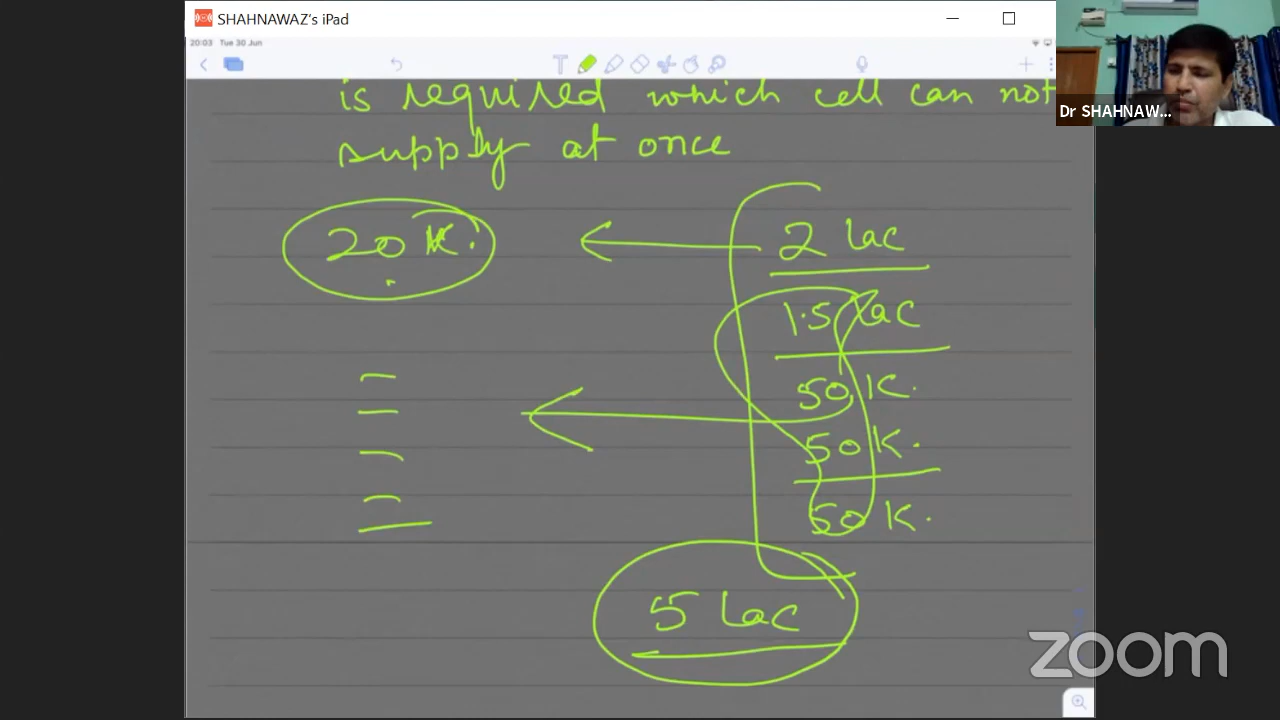 SHAHNAWAZ's iPad
20:03 Tue 30 Jun
Dr SHAHNAW...
is required which cell can not
supply at once
20 K.
2 lac
1.5 lac
50 K.
50 K.
50 K.
5 lac
zoom